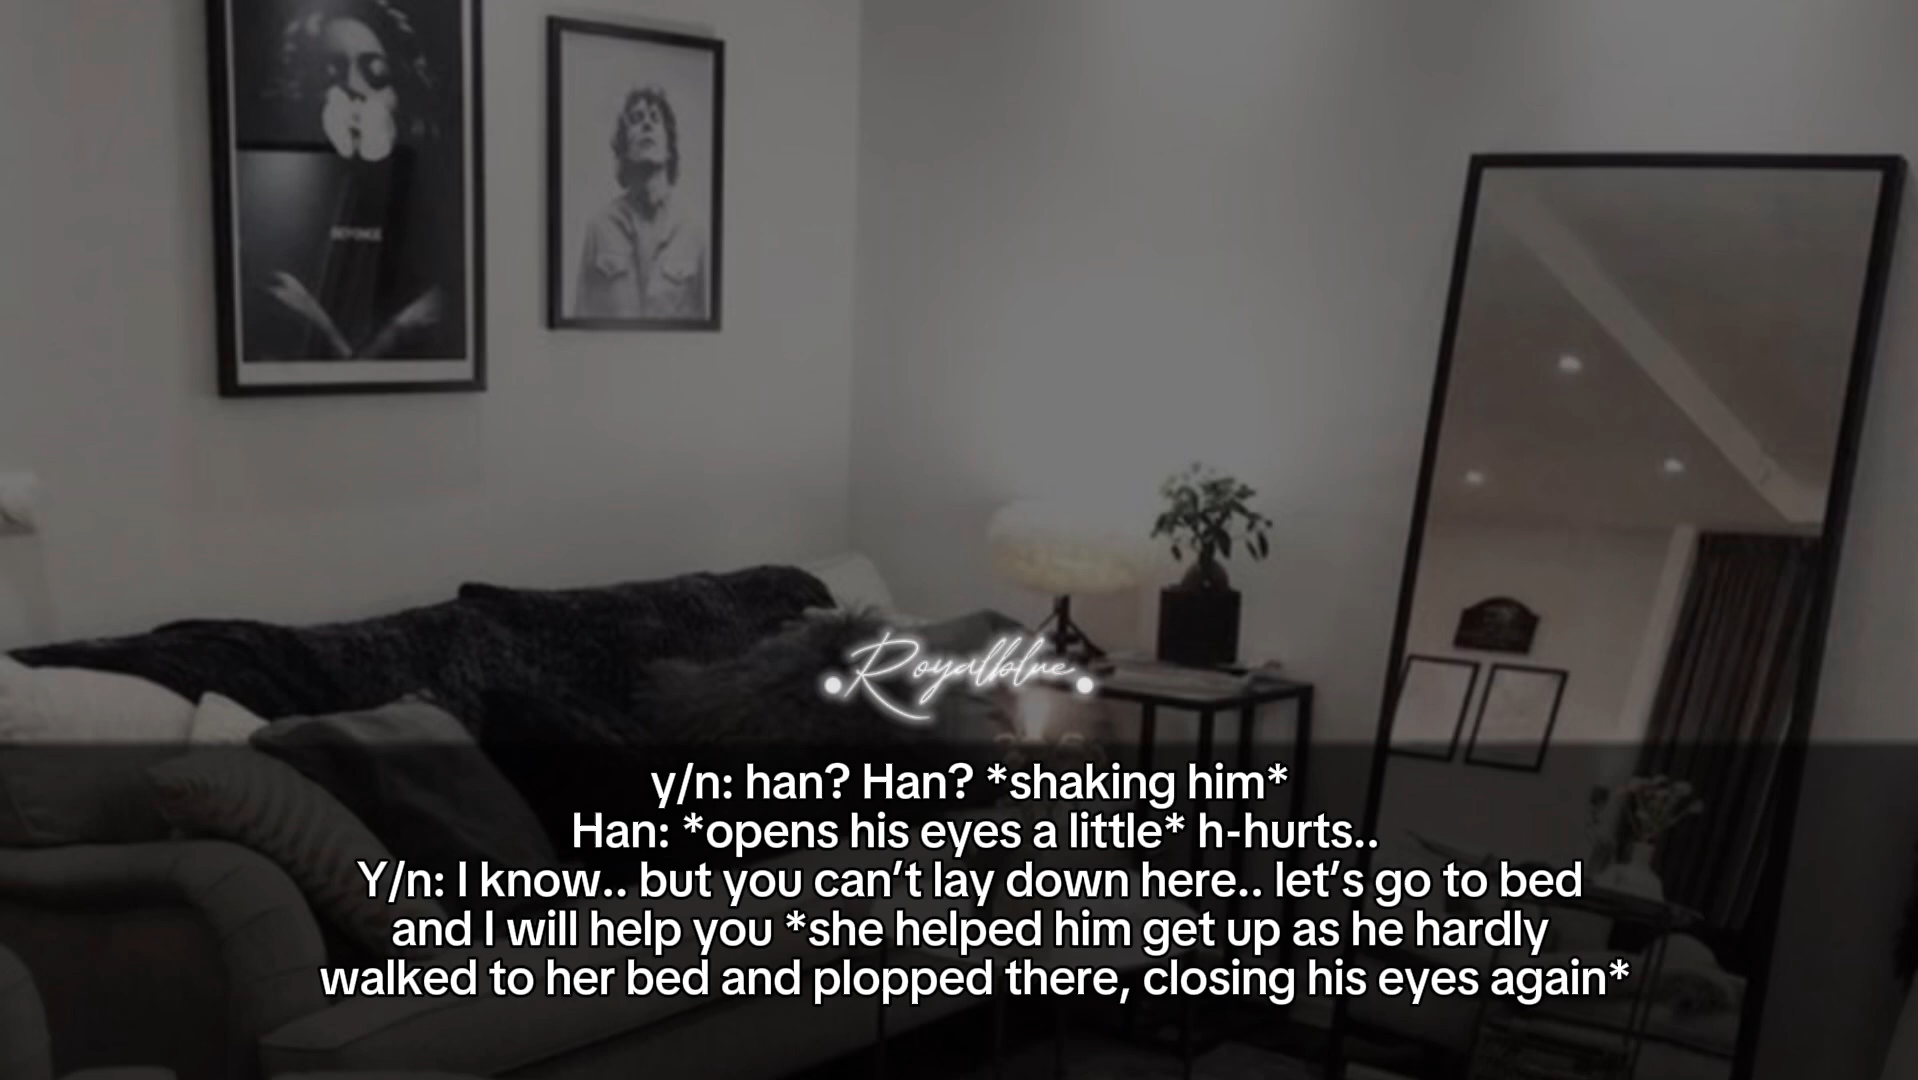 Royalblue
y/n: han? Han? *shaking him*
Han: *opens his eyes a little* h-hurts..
Y/n: I know.. but you can’t lay down here.. let’s go to bed
and I will help you *she helped him get up as he hardly
walked to her bed and plopped there, closing his eyes again*